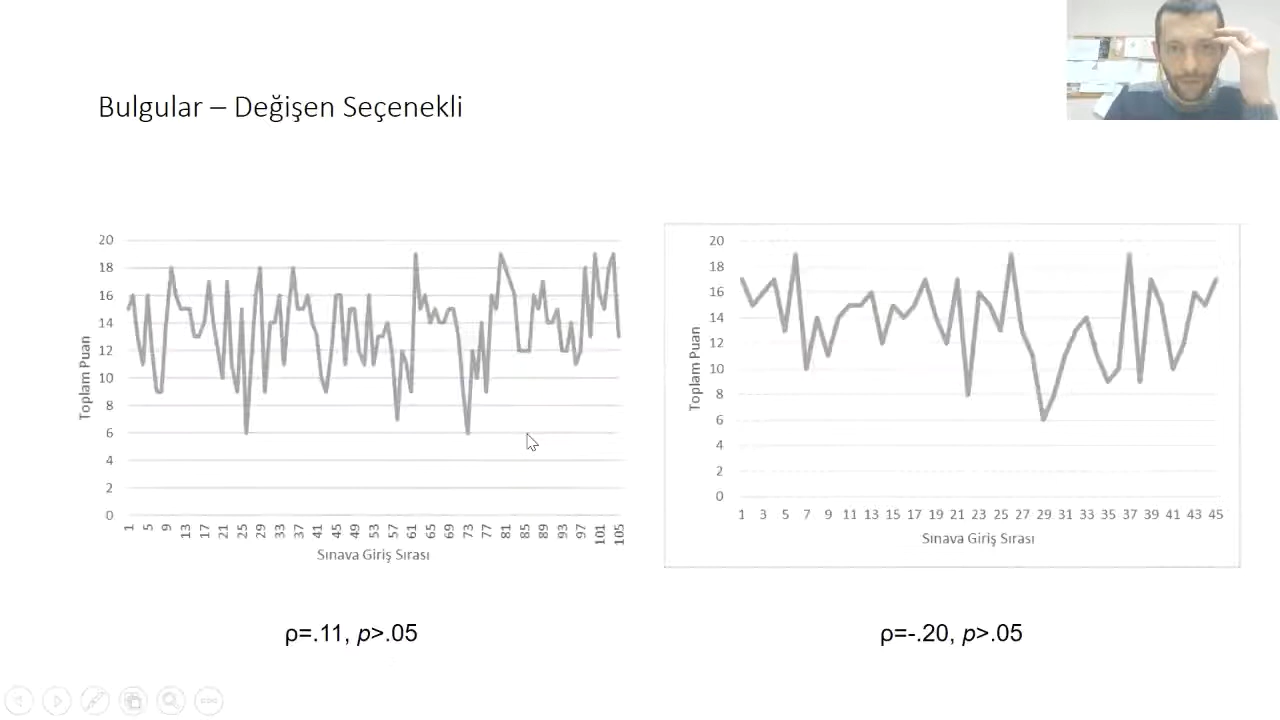 Bulgular – Değişen Seçenekli
20
18
16
14
12
10
8
6
4
2
0
Toplam Puan
1 5 9 13 17 21 25 29 33 37 41 45 49 53 57 61 65 69 73 77 81 85 89 93 97 101 105
Sınava Giriş Sırası
ρ=.11, p>.05
20
18
16
14
12
10
8
6
4
2
0
Toplam Puan
1 3 5 7 9 11 13 15 17 19 21 23 25 27 29 31 33 35 37 39 41 43 45
Sınava Giriş Sırası
ρ=-.20, p>.05